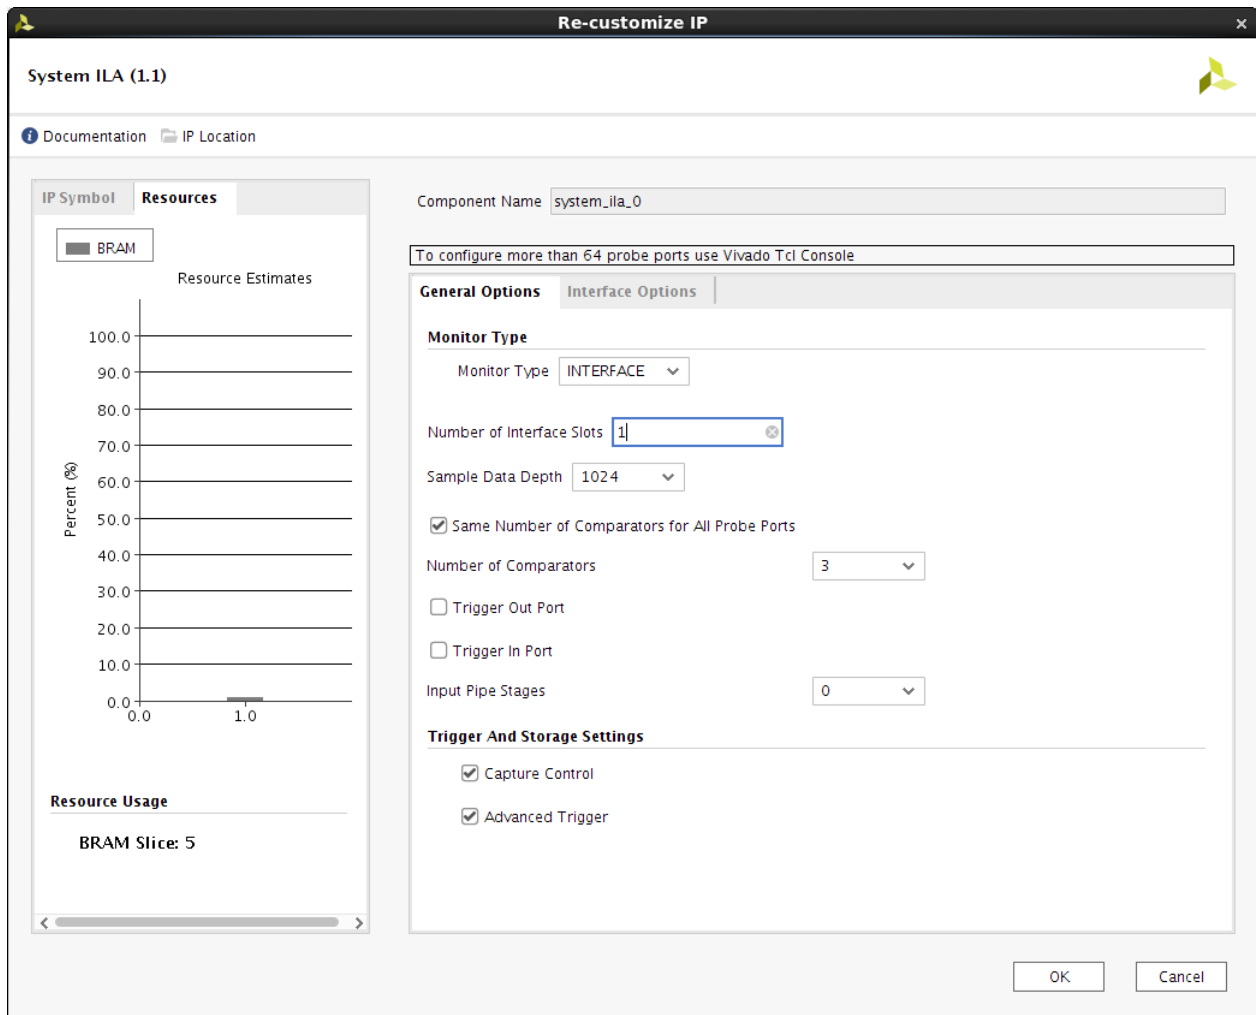 Re-customize IP
System ILA (1.1)
Documentation IP Location
IP Symbol Resources
BRAM
Resource Estimates
Percent (%)
100.0
90.0
80.0
70.0
60.0
50.0
40.0
30.0
20.0
10.0
0.0
0.0 1.0
Resource Usage
BRAM Slice: 5
Component Name system_ila_0
To configure more than 64 probe ports use Vivado Tcl Console
General Options Interface Options
Monitor Type
Monitor Type INTERFACE
Number of Interface Slots 1
Sample Data Depth 1024
Same Number of Comparators for All Probe Ports
Number of Comparators 3
Trigger Out Port
Trigger In Port
Input Pipe Stages 0
Trigger And Storage Settings
Capture Control
Advanced Trigger
OK Cancel